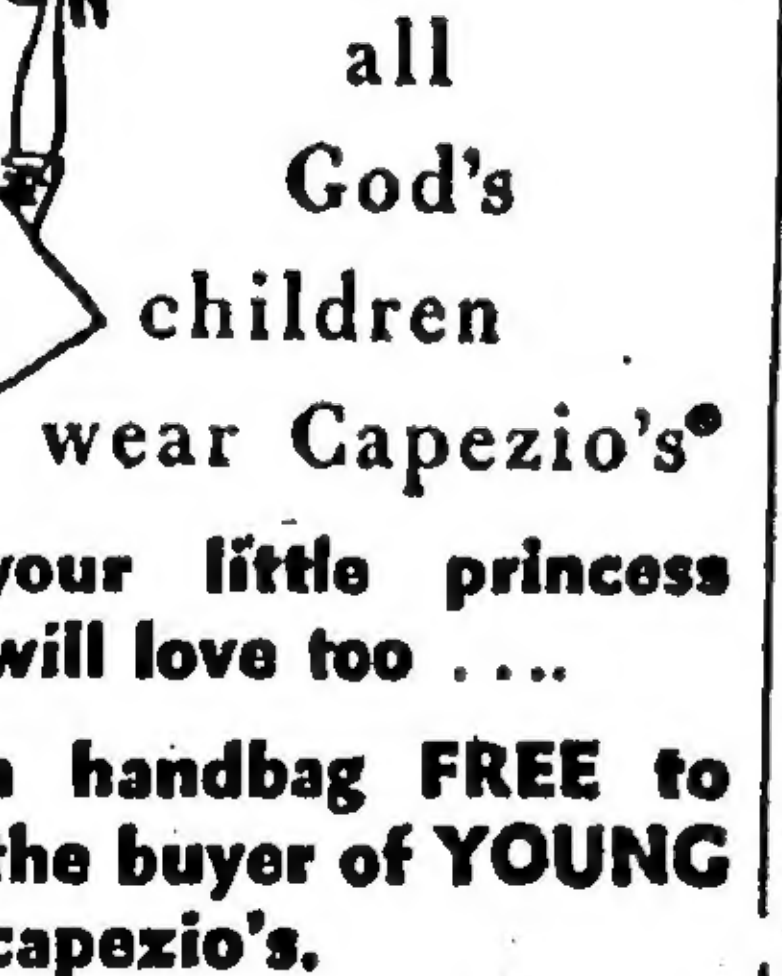 all
God's
children
wear Capezio's®
your little princess
will love too ....
a handbag FREE to
the buyer of YOUNG
capezio's.